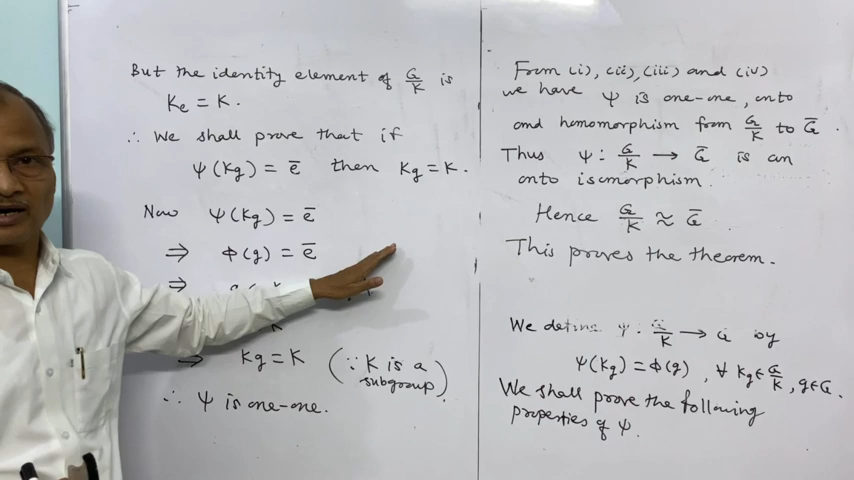 But the identity element of G/K is
Ke = K.
∴ We shall prove that if
Ψ(Kg) = ē then Kg = K.
Now Ψ(Kg) = ē
⇒ Φ(g) = ē
⇒
⇒ Kg = K (∵ K is a
subgroup)
∴ Ψ is one-one.
From (i), (ii), (iii) and (iv)
we have Ψ is one-one, onto
and homomorphism from G/K to Ḡ.
Thus Ψ : G/K → Ḡ is an
onto isomorphism.
Hence G/K ≈ Ḡ.
This proves the theorem.
We define Ψ : G/K → G by
Ψ(Kg) = Φ(g), ∀ Kg ∈ G/K, g ∈ G.
We shall prove the following
properties of Ψ.